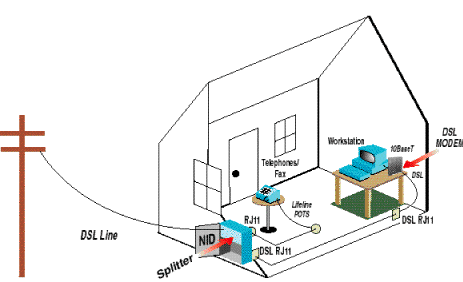 DSL
MODEM
Workstation
10BaseT
Telephones/
Fax
DSL
Lifeline
POTS
RJ11
DSL RJ11
DSL Line
NID
DSL RJ11
Splitter